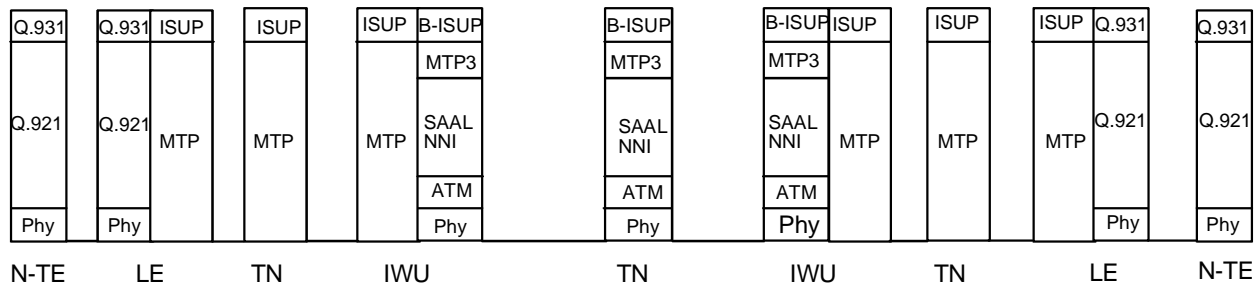 Q.931 Q.931 ISUP ISUP ISUP B-ISUP B-ISUP B-ISUP ISUP ISUP ISUP Q.931 Q.931
MTP3 MTP3 MTP3
Q.921 Q.921 MTP MTP MTP SAAL NNI SAAL NNI SAAL NNI MTP MTP MTP Q.921 Q.921
ATM ATM ATM
Phy Phy Phy Phy Phy Phy Phy
N-TE LE TN IWU TN IWU TN LE N-TE